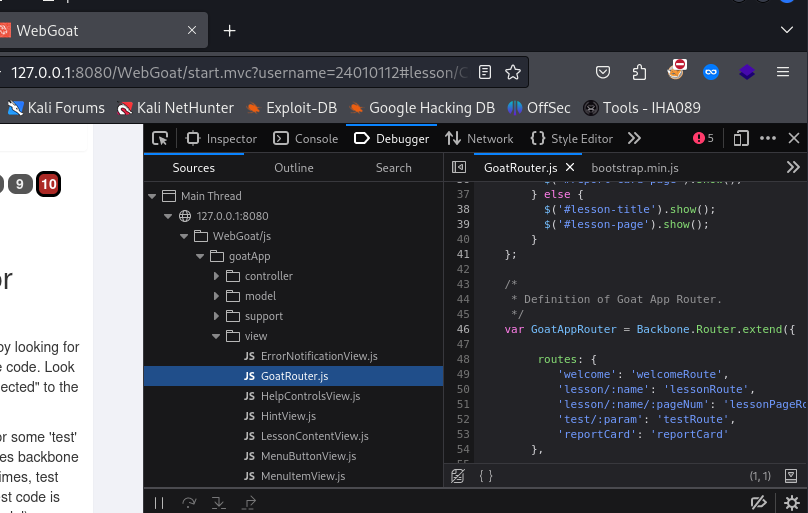 WebGoat
127.0.0.1:8080/WebGoat/start.mvc?username=24010112#lesson/C
Kali Forums Kali NetHunter Exploit-DB Google Hacking DB OffSec Tools - IHA089
Inspector Console Debugger Network Style Editor 5
Sources Outline Search
GoatRouter.js bootstrap.min.js
9 10
or
by looking for
e code. Look
ected" to the
or some 'test'
es backbone
imes, test
st code is
Main Thread
127.0.0.1:8080
WebGoat/js
goatApp
controller
model
support
view
JS ErrorNotificationView.js
JS GoatRouter.js
JS HelpControlsView.js
JS HintView.js
JS LessonContentView.js
JS MenuButtonView.js
JS MenuItemView.js
37 } else {
38 $('#lesson-title').show();
39 $('#lesson-page').show();
40 }
41 };
42
43 /*
44 * Definition of Goat App Router.
45 */
46 var GoatAppRouter = Backbone.Router.extend({
47
48 routes: {
49 'welcome': 'welcomeRoute',
50 'lesson/:name': 'lessonRoute',
51 'lesson/:name/:pageNum': 'lessonPageRo
52 'test/:param': 'testRoute',
53 'reportCard': 'reportCard'
54 },
{ } (1, 1)